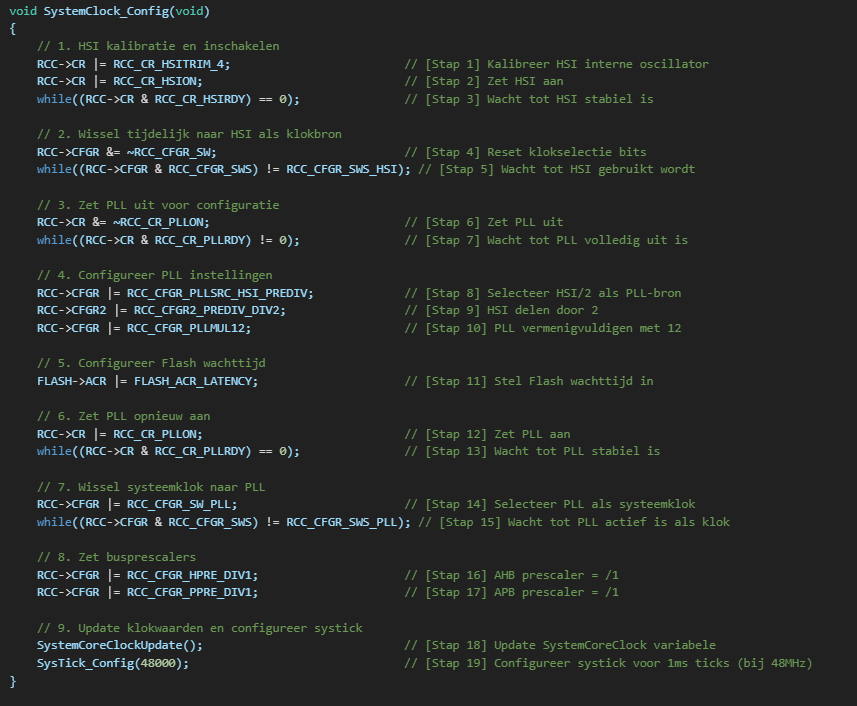 void SystemClock_Config(void)
{
    // 1. HSI kalibratie en inschakelen
    RCC->CR |= RCC_CR_HSITRIM_4;                         // [Stap 1] Kalibreer HSI interne oscillator
    RCC->CR |= RCC_CR_HSION;                             // [Stap 2] Zet HSI aan
    while((RCC->CR & RCC_CR_HSIRDY) == 0);               // [Stap 3] Wacht tot HSI stabiel is

    // 2. Wissel tijdelijk naar HSI als klokbron
    RCC->CFGR &= ~RCC_CFGR_SW;                           // [Stap 4] Reset klokselectie bits
    while((RCC->CFGR & RCC_CFGR_SWS) != RCC_CFGR_SWS_HSI); // [Stap 5] Wacht tot HSI gebruikt wordt

    // 3. Zet PLL uit voor configuratie
    RCC->CR &= ~RCC_CR_PLLON;                            // [Stap 6] Zet PLL uit
    while((RCC->CR & RCC_CR_PLLRDY) != 0);               // [Stap 7] Wacht tot PLL volledig uit is

    // 4. Configureer PLL instellingen
    RCC->CFGR |= RCC_CFGR_PLLSRC_HSI_PREDIV;             // [Stap 8] Selecteer HSI/2 als PLL-bron
    RCC->CFGR2 |= RCC_CFGR2_PREDIV_DIV2;                 // [Stap 9] HSI delen door 2
    RCC->CFGR |= RCC_CFGR_PLLMUL12;                      // [Stap 10] PLL vermenigvuldigen met 12

    // 5. Configureer Flash wachttijd
    FLASH->ACR |= FLASH_ACR_LATENCY;                     // [Stap 11] Stel Flash wachttijd in

    // 6. Zet PLL opnieuw aan
    RCC->CR |= RCC_CR_PLLON;                             // [Stap 12] Zet PLL aan
    while((RCC->CR & RCC_CR_PLLRDY) == 0);               // [Stap 13] Wacht tot PLL stabiel is

    // 7. Wissel systeemklok naar PLL
    RCC->CFGR |= RCC_CFGR_SW_PLL;                        // [Stap 14] Selecteer PLL als systeemklok
    while((RCC->CFGR & RCC_CFGR_SWS) != RCC_CFGR_SWS_PLL); // [Stap 15] Wacht tot PLL actief is als klok

    // 8. Zet busprescalers
    RCC->CFGR |= RCC_CFGR_HPRE_DIV1;                     // [Stap 16] AHB prescaler = /1
    RCC->CFGR |= RCC_CFGR_PPRE_DIV1;                     // [Stap 17] APB prescaler = /1

    // 9. Update klokwaarden en configureer systick
    SystemCoreClockUpdate();                             // [Stap 18] Update SystemCoreClock variabele
    SysTick_Config(48000);                               // [Stap 19] Configureer systick voor 1ms ticks (bij 48MHz)
}